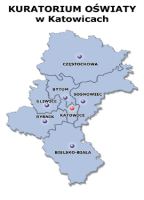 KURATORIUM OŚWIATY
w Katowicach
CZĘSTOCHOWA
BYTOM
SOSNOWIEC
GLIWICE
RYBNIK
KATOWICE
BIELSKO-BIAŁA